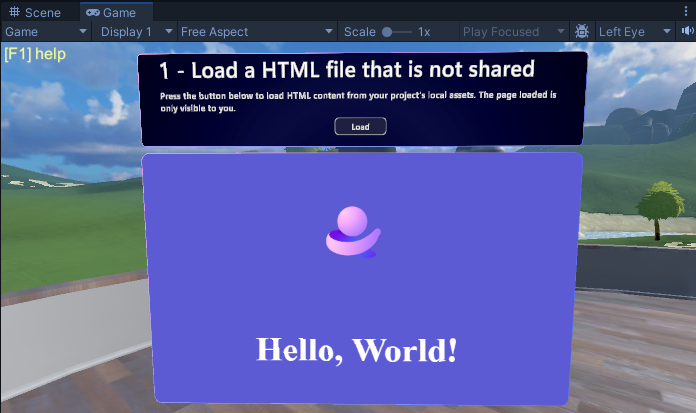 Scene
Game
Game
Display 1
Free Aspect
Scale
1x
Play Focused
Left Eye
[F1] help
1 - Load a HTML file that is not shared
Press the button below to load HTML content from your project's local assets. The page loaded is
only visible to you.
Load
Hello, World!